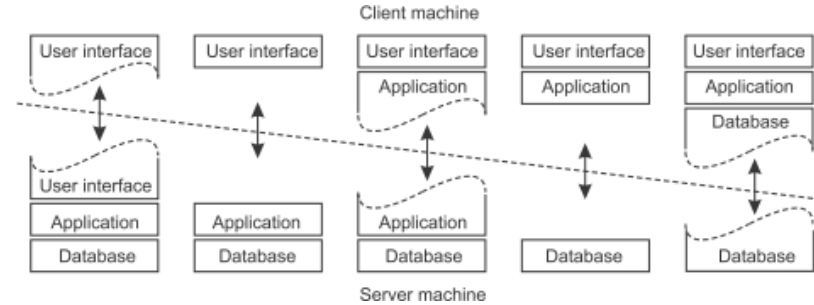 Client machine
User interface User interface User interface User interface User interface
Application Application Application
Database
User interface
Application Application Application
Database Database Database Database Database
Server machine